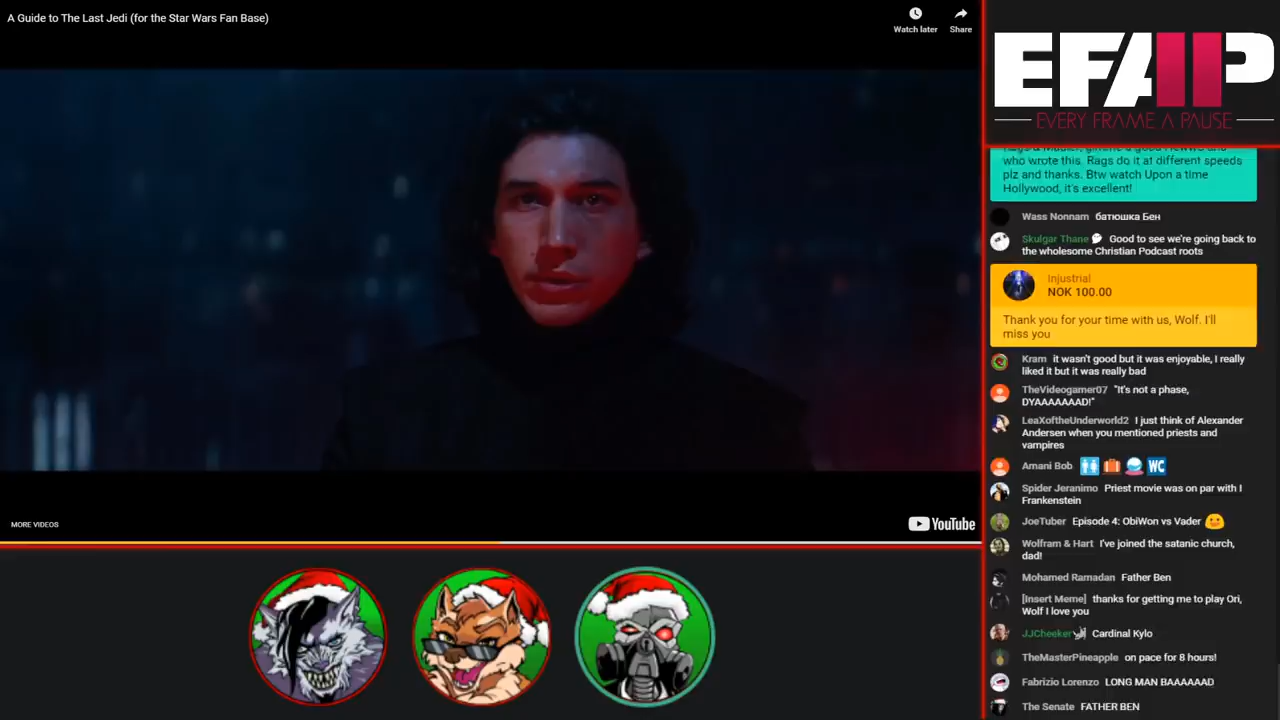 A Guide to The Last Jedi (for the Star Wars Fan Base)
Watch later
Share
MORE VIDEOS
YouTube
EFAP
EVERY FRAME A PAUSE
who wrote this. Rags do it at different speeds
plz and thanks. Btw watch Upon a time
Hollywood, it's excellent!
Wass Nonnam батюшка Бен
Skulgar Thane Good to see we're going back to
the wholesome Christian Podcast roots
Injustrial
NOK 100.00
Thank you for your time with us, Wolf. I'll
miss you
Kram it wasn't good but it was enjoyable, I really
liked it but it was really bad
TheVideogamer07 "It's not a phase,
DYAAAAAAD!"
LeaXoftheUnderworld2 I just think of Alexander
Andersen when you mentioned priests and
vampires
Amani Bob WC
Spider Jeranimo Priest movie was on par with I
Frankenstein
JoeTuber Episode 4: ObiWon vs Vader
Wolfram & Hart I've joined the satanic church,
dad!
Mohamed Ramadan Father Ben
[Insert Meme] thanks for getting me to play Ori,
Wolf I love you
JJCheeker Cardinal Kylo
TheMasterPineapple on pace for 8 hours!
Fabrizio Lorenzo LONG MAN BAAAAAAD
The Senate FATHER BEN